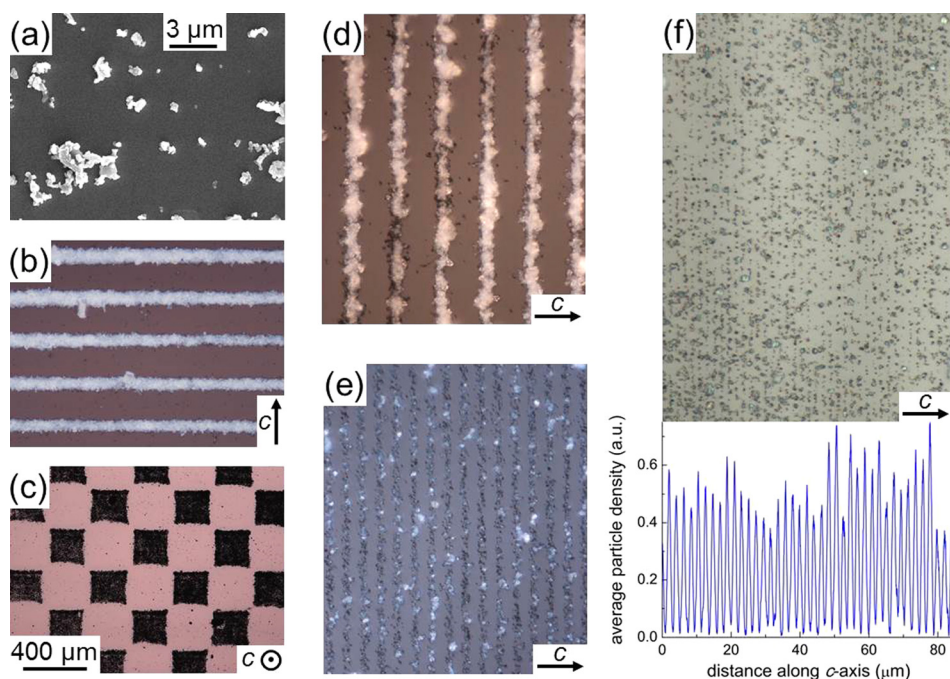 (a)
3 μm
(b)
c
(c)
400 μm
c
(d)
c
(e)
c
(f)
c
average particle density (a.u.)
0.6
0.4
0.2
0.0
0 20 40 60 80
distance along c-axis (μm)